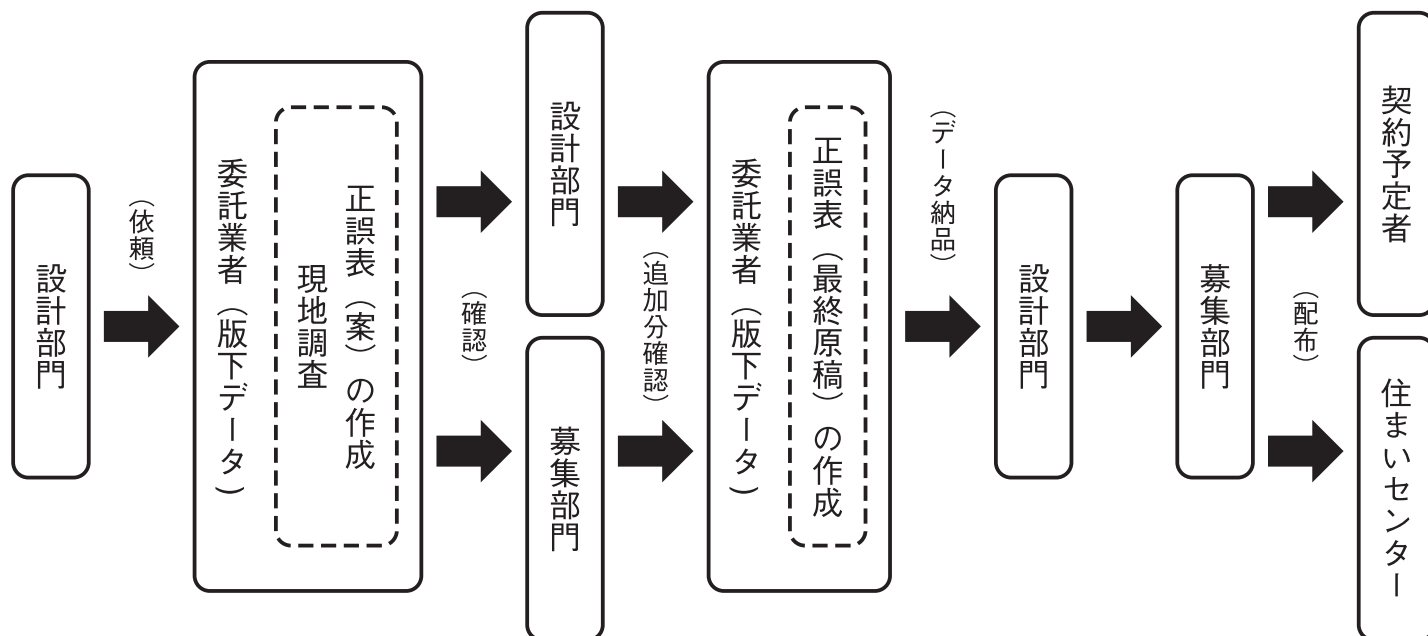 設計部門
（依頼）
委託業者（版下データ）
正誤表（案）の作成
現地調査
（確認）
設計部門
募集部門
（追加分確認）
委託業者（版下データ）
正誤表（最終原稿）の作成
（データ納品）
設計部門
募集部門
（配布）
契約予定者
住まいセンター